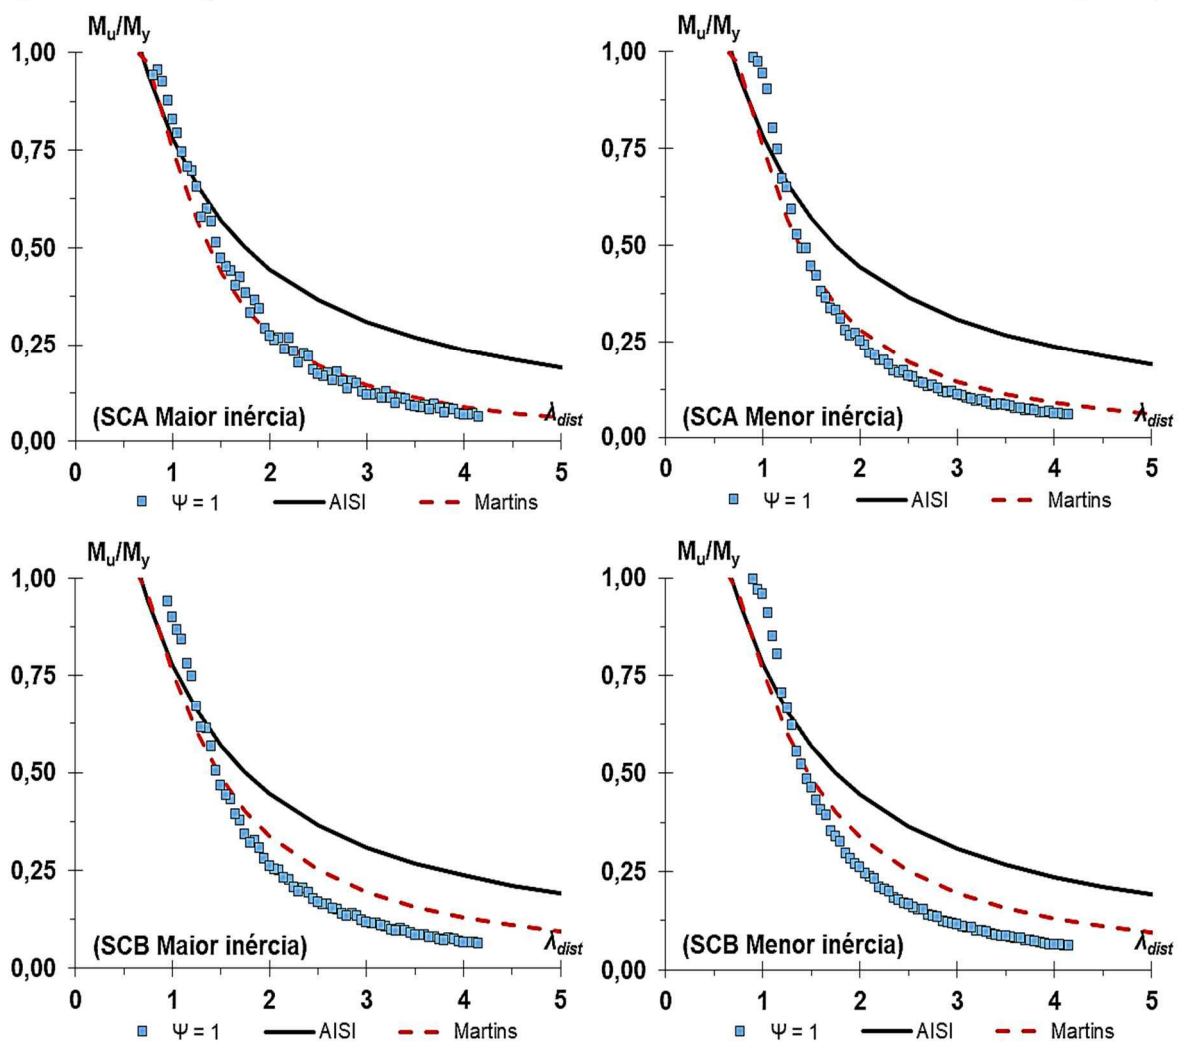 Mu/My
1,00
0,75
0,50
0,25
0,00
(SCA Maior inércia)
λdist
0 1 2 3 4 5
Ψ = 1 AISI Martins
Mu/My
1,00
0,75
0,50
0,25
0,00
(SCA Menor inércia)
λdist
0 1 2 3 4 5
Ψ = 1 AISI Martins
Mu/My
1,00
0,75
0,50
0,25
0,00
(SCB Maior inércia)
λdist
0 1 2 3 4 5
Ψ = 1 AISI Martins
Mu/My
1,00
0,75
0,50
0,25
0,00
(SCB Menor inércia)
λdist
0 1 2 3 4 5
Ψ = 1 AISI Martins